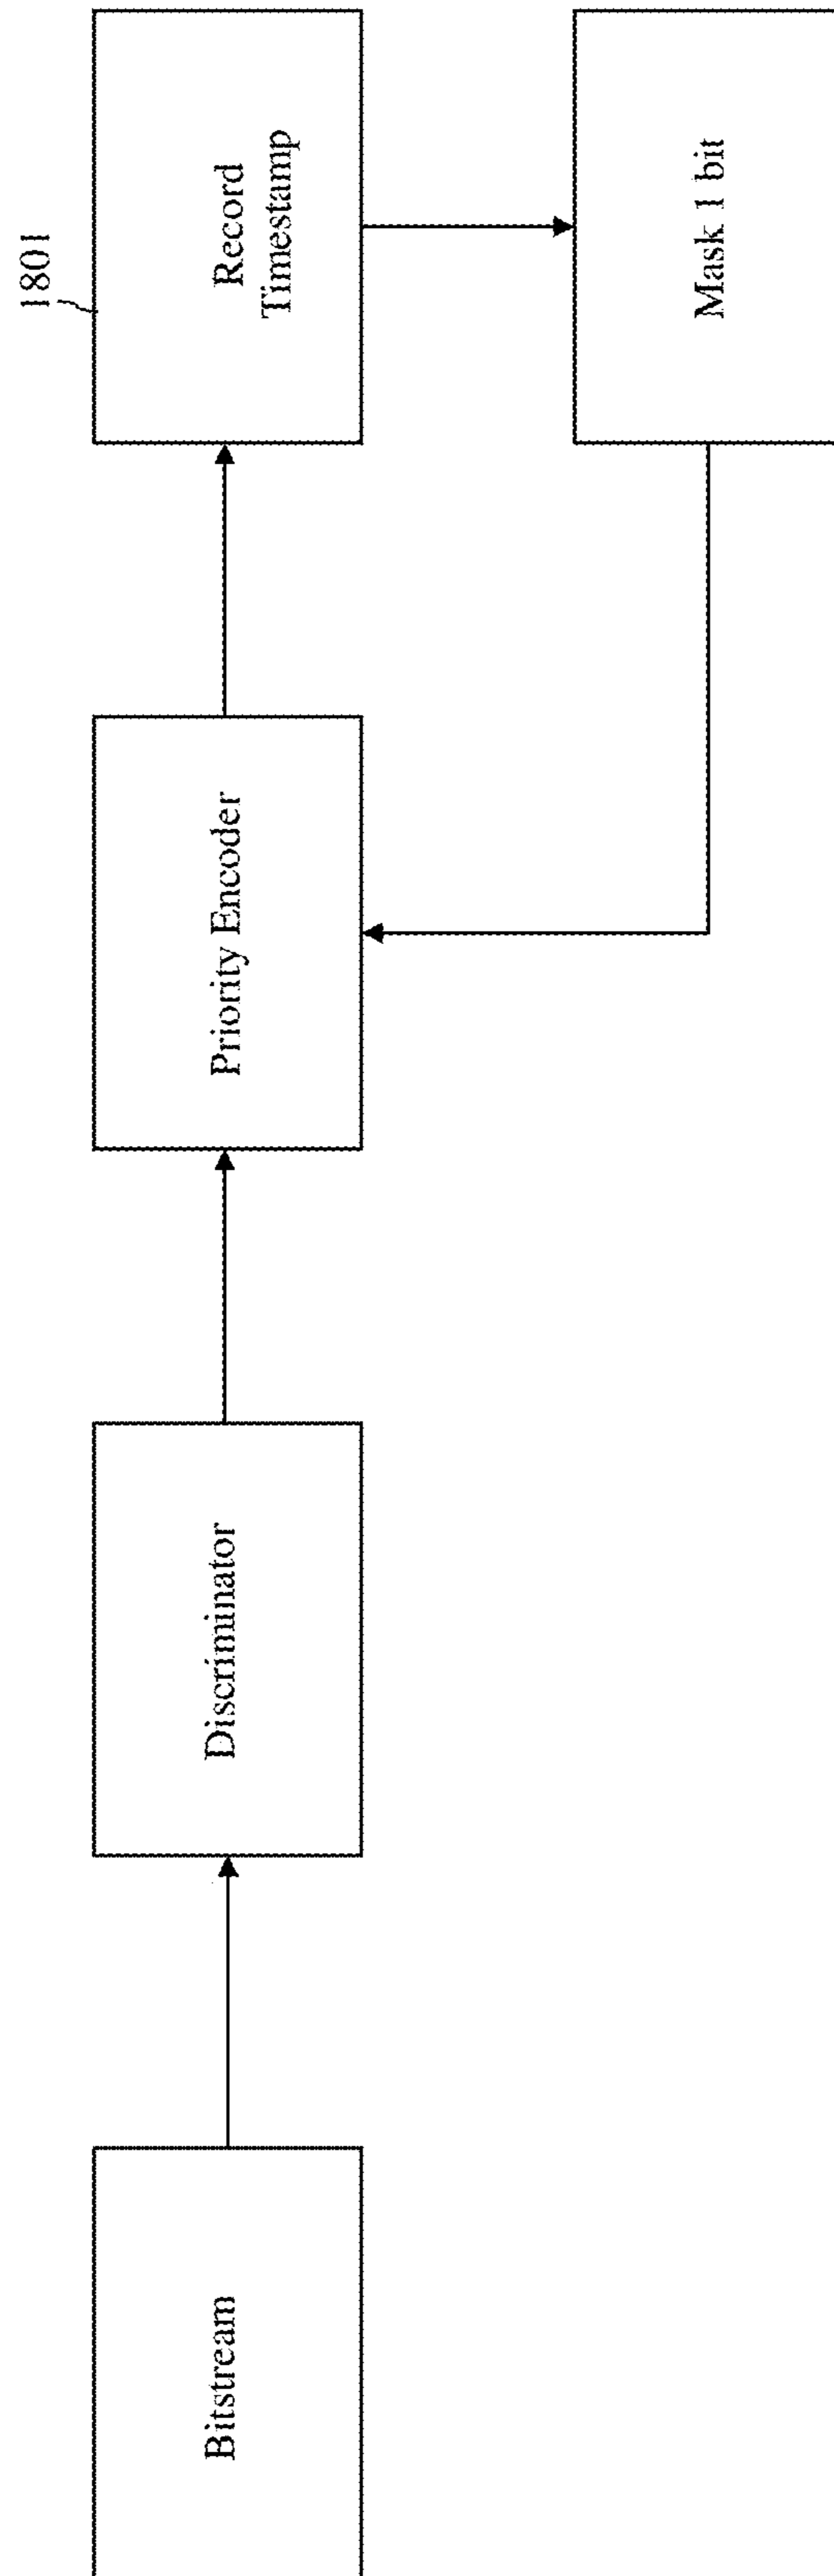 Bitstream
Discriminator
Priority Encoder
Record
Timestamp
1801
Mask 1 bit